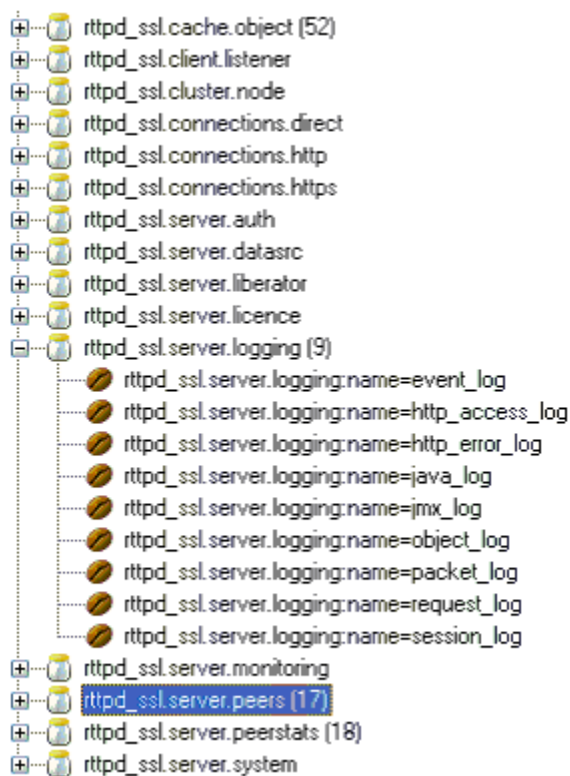 rttpd_ssl.cache.object (52)
rttpd_ssl.client.listener
rttpd_ssl.cluster.node
rttpd_ssl.connections.direct
rttpd_ssl.connections.http
rttpd_ssl.connections.https
rttpd_ssl.server.auth
rttpd_ssl.server.datasrc
rttpd_ssl.server.liberator
rttpd_ssl.server.licence
rttpd_ssl.server.logging (9)
rttpd_ssl.server.logging:name=event_log
rttpd_ssl.server.logging:name=http_access_log
rttpd_ssl.server.logging:name=http_error_log
rttpd_ssl.server.logging:name=java_log
rttpd_ssl.server.logging:name=jmx_log
rttpd_ssl.server.logging:name=object_log
rttpd_ssl.server.logging:name=packet_log
rttpd_ssl.server.logging:name=request_log
rttpd_ssl.server.logging:name=session_log
rttpd_ssl.server.monitoring
rttpd_ssl.server.peers (17)
rttpd_ssl.server.peerstats (18)
rttpd_ssl.server.system